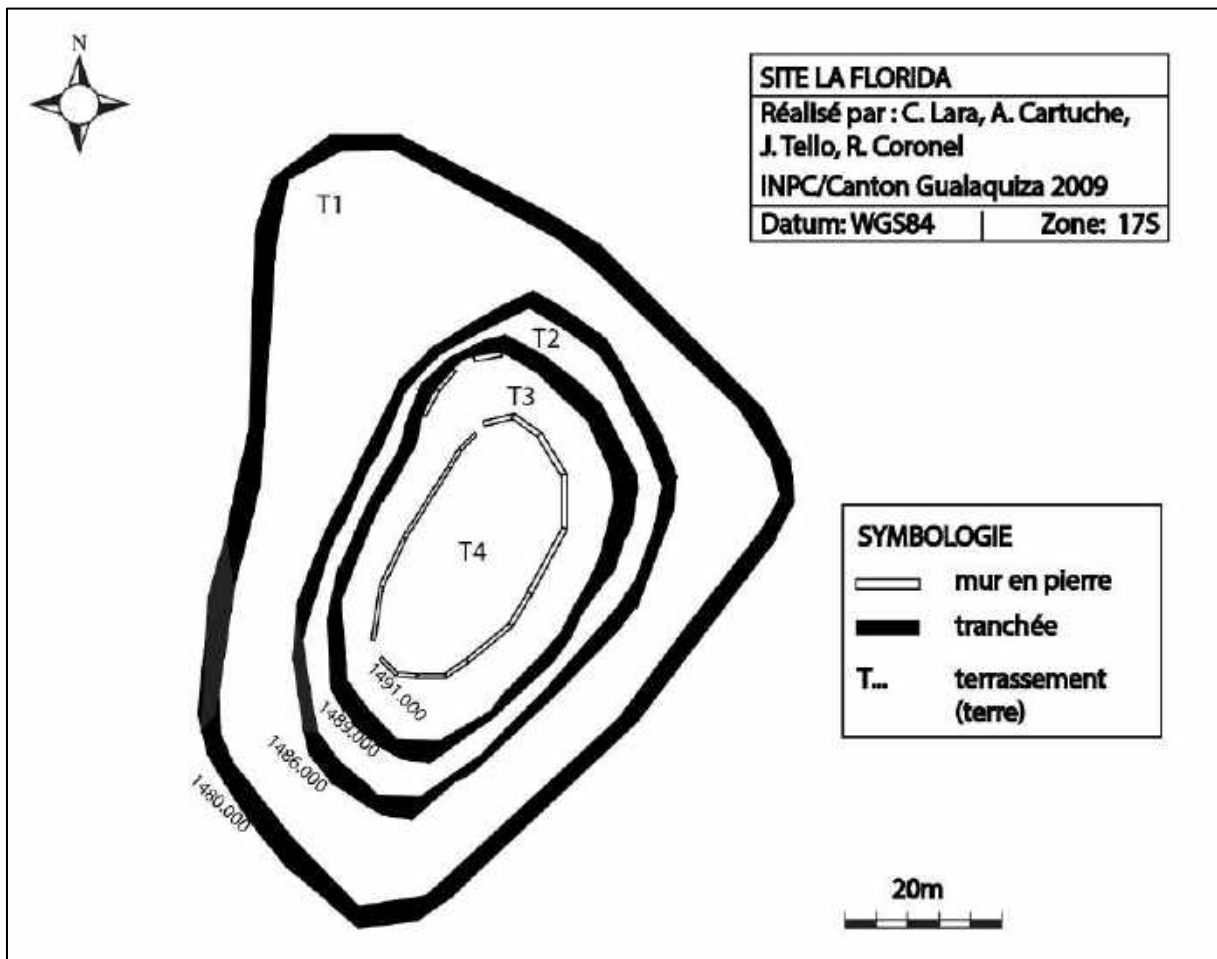 N
SITE LA FLORIDA
Réalisé par : C. Lara, A. Cartuche,
J. Tello, R. Coronel
INPC/Canton Gualaquiza 2009
Datum: WGS84 Zone: 17S
T1
T2
T3
T4
1491.000
1489.000
1486.000
1480.000
SYMBOLOGIE
mur en pierre
tranchée
T... terrassement
(terre)
20m